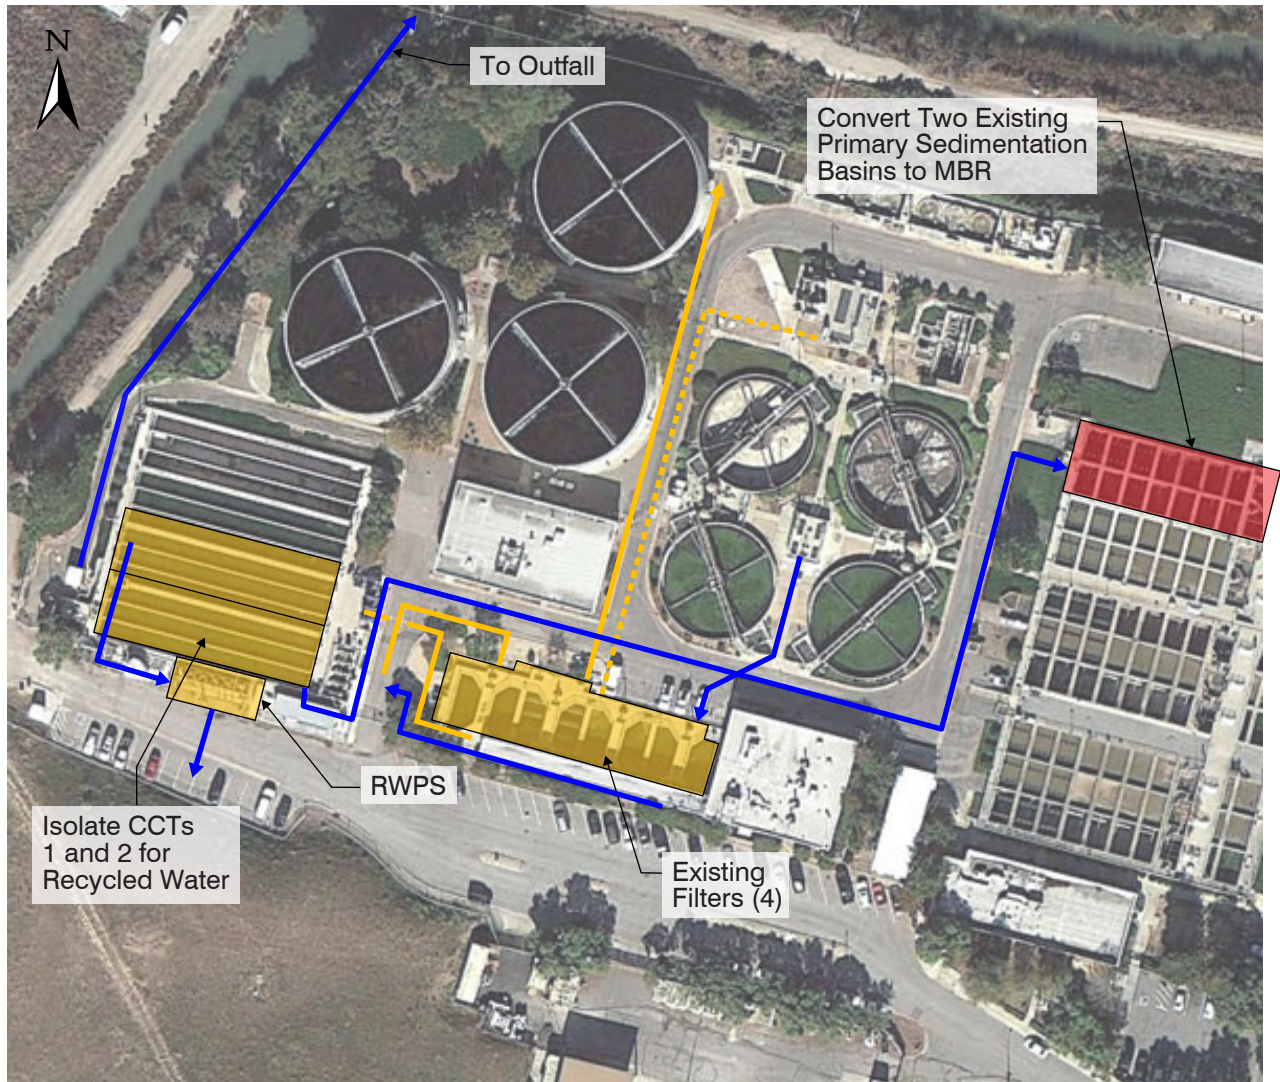 N
To Outfall
Convert Two Existing
Primary Sedimentation
Basins to MBR
RWPS
Isolate CCTs
1 and 2 for
Recycled Water
Existing
Filters (4)